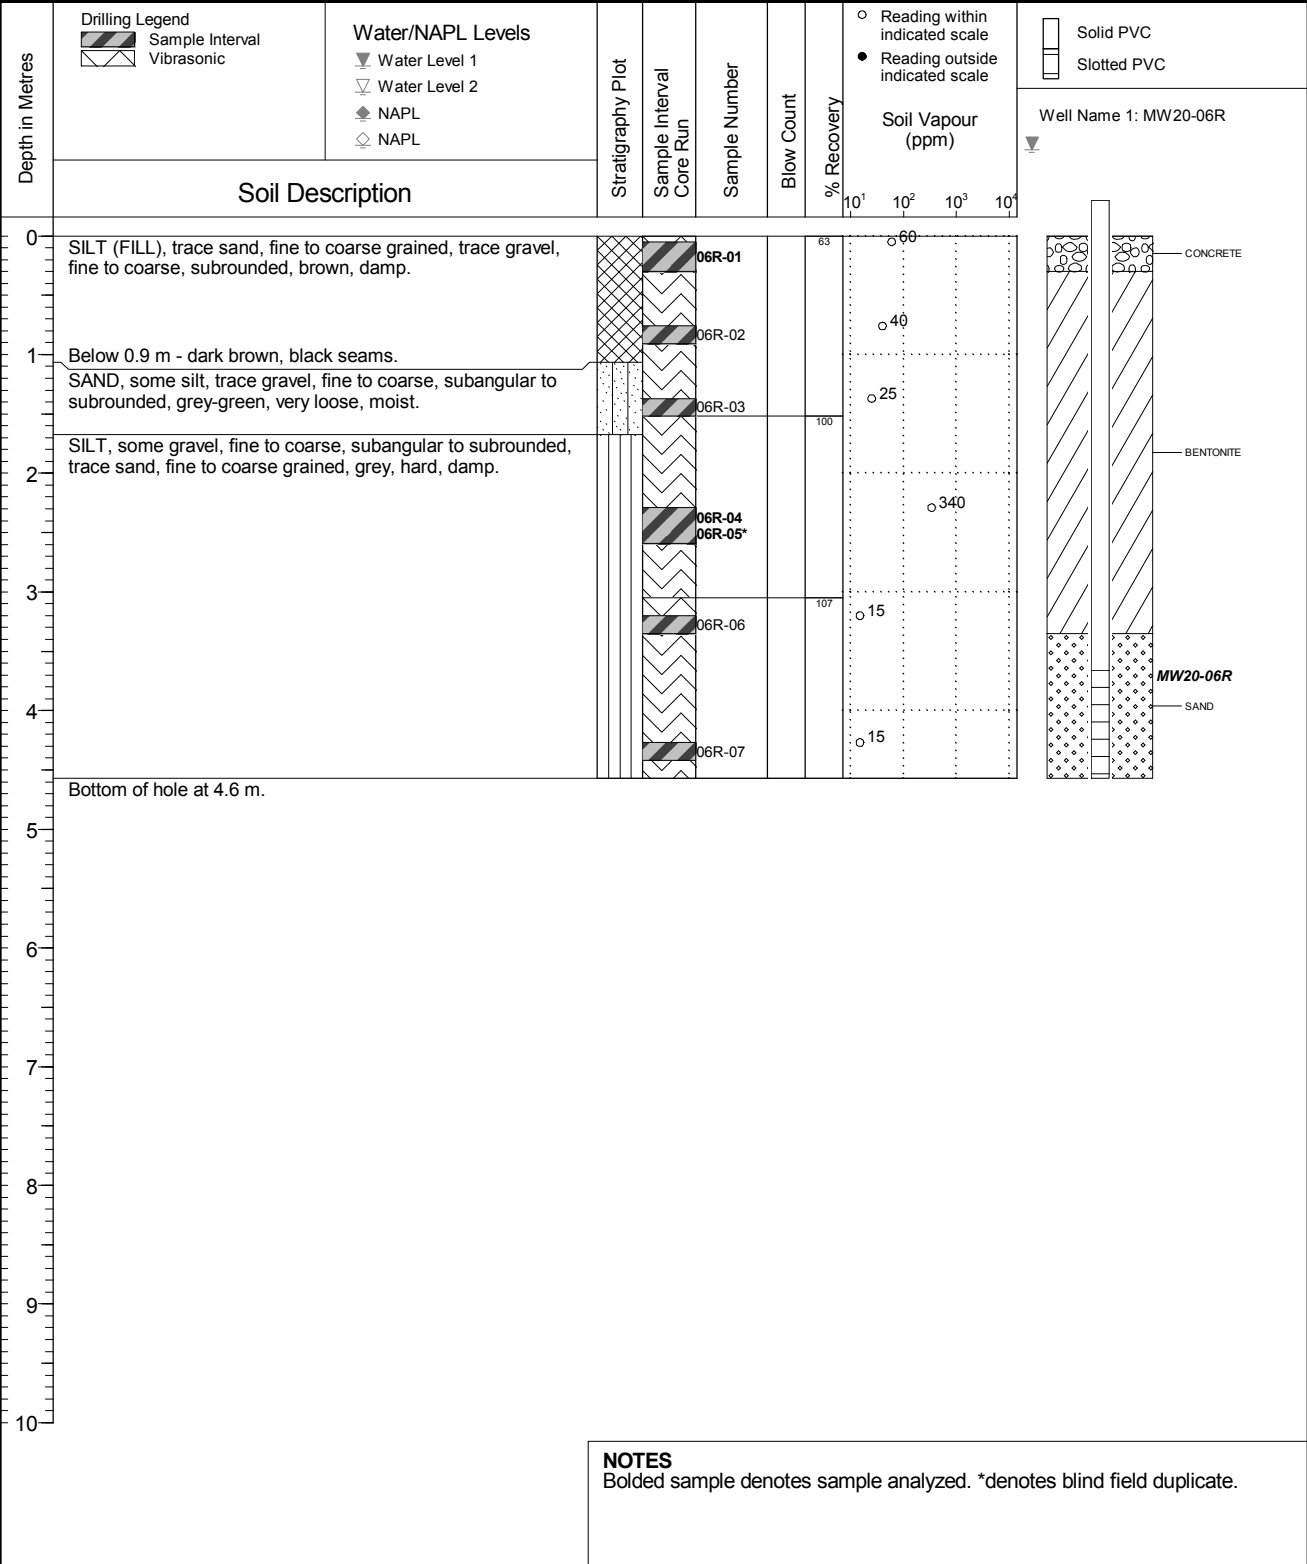 Drilling Legend
Sample Interval
Vibrasonic
Water/NAPL Levels
Water Level 1
Water Level 2
NAPL
NAPL
Depth in Metres
Soil Description
Stratigraphy Plot
Sample Interval
Core Run
Sample Number
Blow Count
% Recovery
Reading within
indicated scale
Reading outside
indicated scale
Soil Vapour
(ppm)
10¹ 10² 10³ 10⁴
Solid PVC
Slotted PVC
Well Name 1: MW20-06R
0
SILT (FILL), trace sand, fine to coarse grained, trace gravel,
fine to coarse, subrounded, brown, damp.
06R-01
63
60
CONCRETE
06R-02
40
1
Below 0.9 m - dark brown, black seams.
SAND, some silt, trace gravel, fine to coarse, subangular to
subrounded, grey-green, very loose, moist.
06R-03
25
100
SILT, some gravel, fine to coarse, subangular to subrounded,
trace sand, fine to coarse grained, grey, hard, damp.
BENTONITE
2
06R-04
06R-05*
340
3
107
06R-06
15
MW20-06R
SAND
4
06R-07
15
Bottom of hole at 4.6 m.
5
6
7
8
9
10
NOTES
Bolded sample denotes sample analyzed. *denotes blind field duplicate.